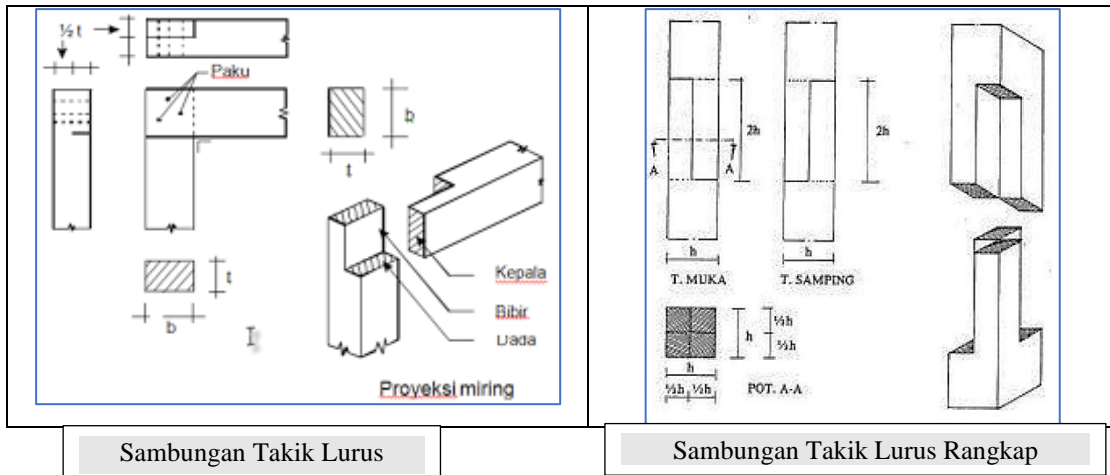 ½ t
Paku
b
t
t
b
Kepala
Bibir
Dada
Proyeksi miring
Sambungan Takik Lurus
2h
2h
A
A
h
h
T. MUKA
T. SAMPING
h
½h
½h
h
½h
½h
POT. A-A
Sambungan Takik Lurus Rangkap